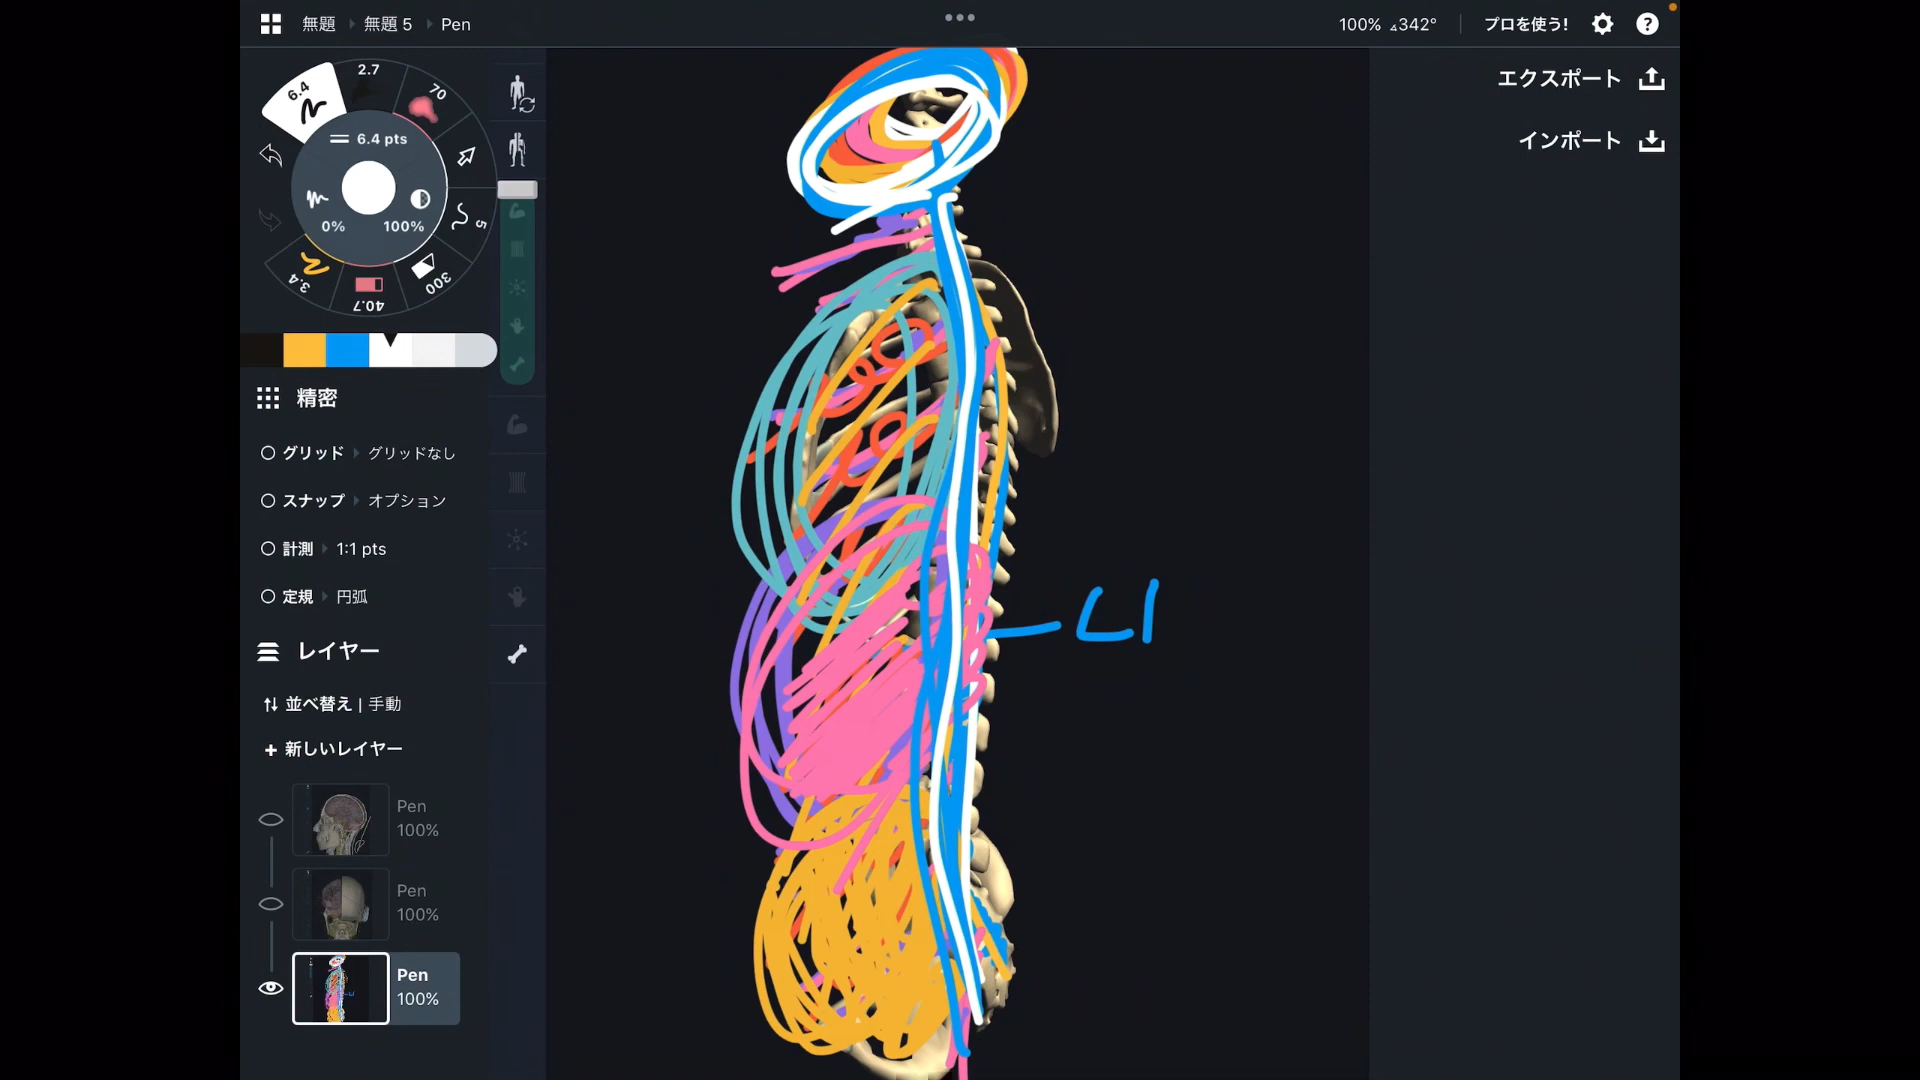 無題 無題 5 Pen
100% ⊿342° プロを使う!
エクスポート
インポート
6.4
2.7
70
5
300
40.7
3.4
6.4 pts
0% 100%
精密
グリッド グリッドなし
スナップ オプション
計測 1:1 pts
定規 円弧
レイヤー
並べ替え | 手動
+ 新しいレイヤー
Pen
100%
Pen
100%
Pen
100%
L1